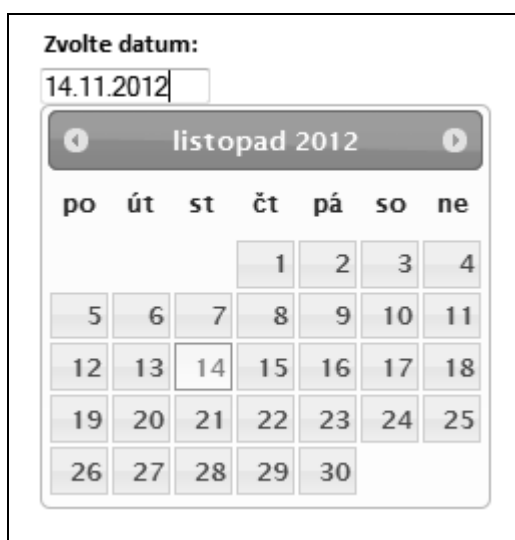 Zvolte datum:
14.11.2012
listopad 2012
po út st čt pá so ne
1 2 3 4
5 6 7 8 9 10 11
12 13 14 15 16 17 18
19 20 21 22 23 24 25
26 27 28 29 30